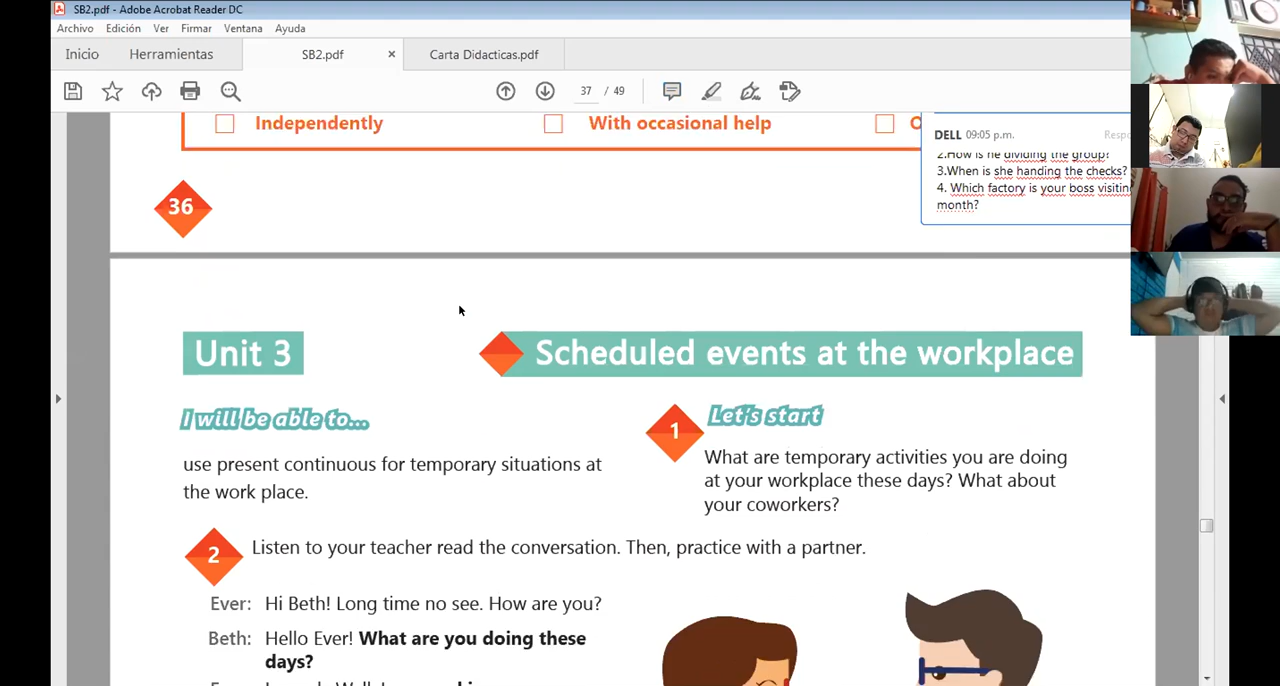 SB2.pdf - Adobe Acrobat Reader DC
Archivo Edición Ver Firmar Ventana Ayuda
Inicio Herramientas SB2.pdf × Carta Didacticas.pdf
37 / 49
Independently With occasional help
DELL 09:05 p.m.
2.How is he dividing the group?
3.When is she handing the checks?
4. Which factory is your boss
month?
36
Unit 3 Scheduled events at the workplace
I will be able to...
use present continuous for temporary situations at
the work place.
1 Let's start
What are temporary activities you are doing
at your workplace these days? What about
your coworkers?
2 Listen to your teacher read the conversation. Then, practice with a partner.
Ever: Hi Beth! Long time no see. How are you?
Beth: Hello Ever! What are you doing these
days?